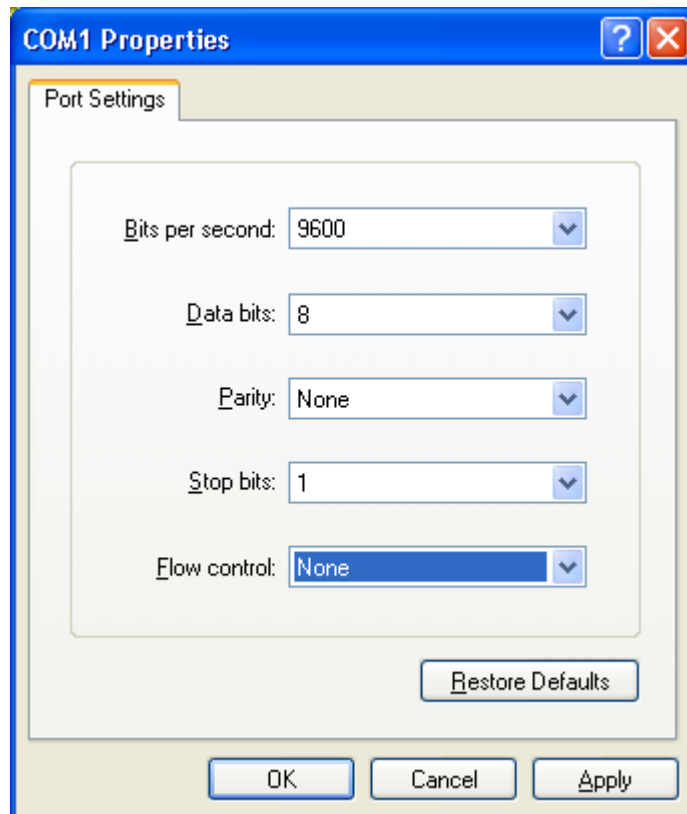 COM1 Properties
Port Settings
Bits per second: 9600
Data bits: 8
Parity: None
Stop bits: 1
Flow control: None
Restore Defaults
OK Cancel Apply